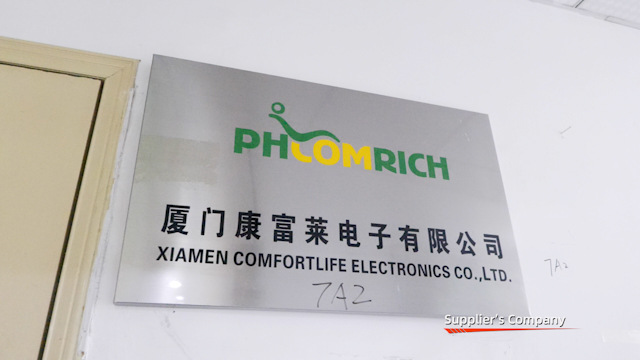 PHCOMRICH
厦门康富莱电子有限公司
XIAMEN COMFORTLIFE ELECTRONICS CO.,LTD.
7A2
7A2
Supplier's Company